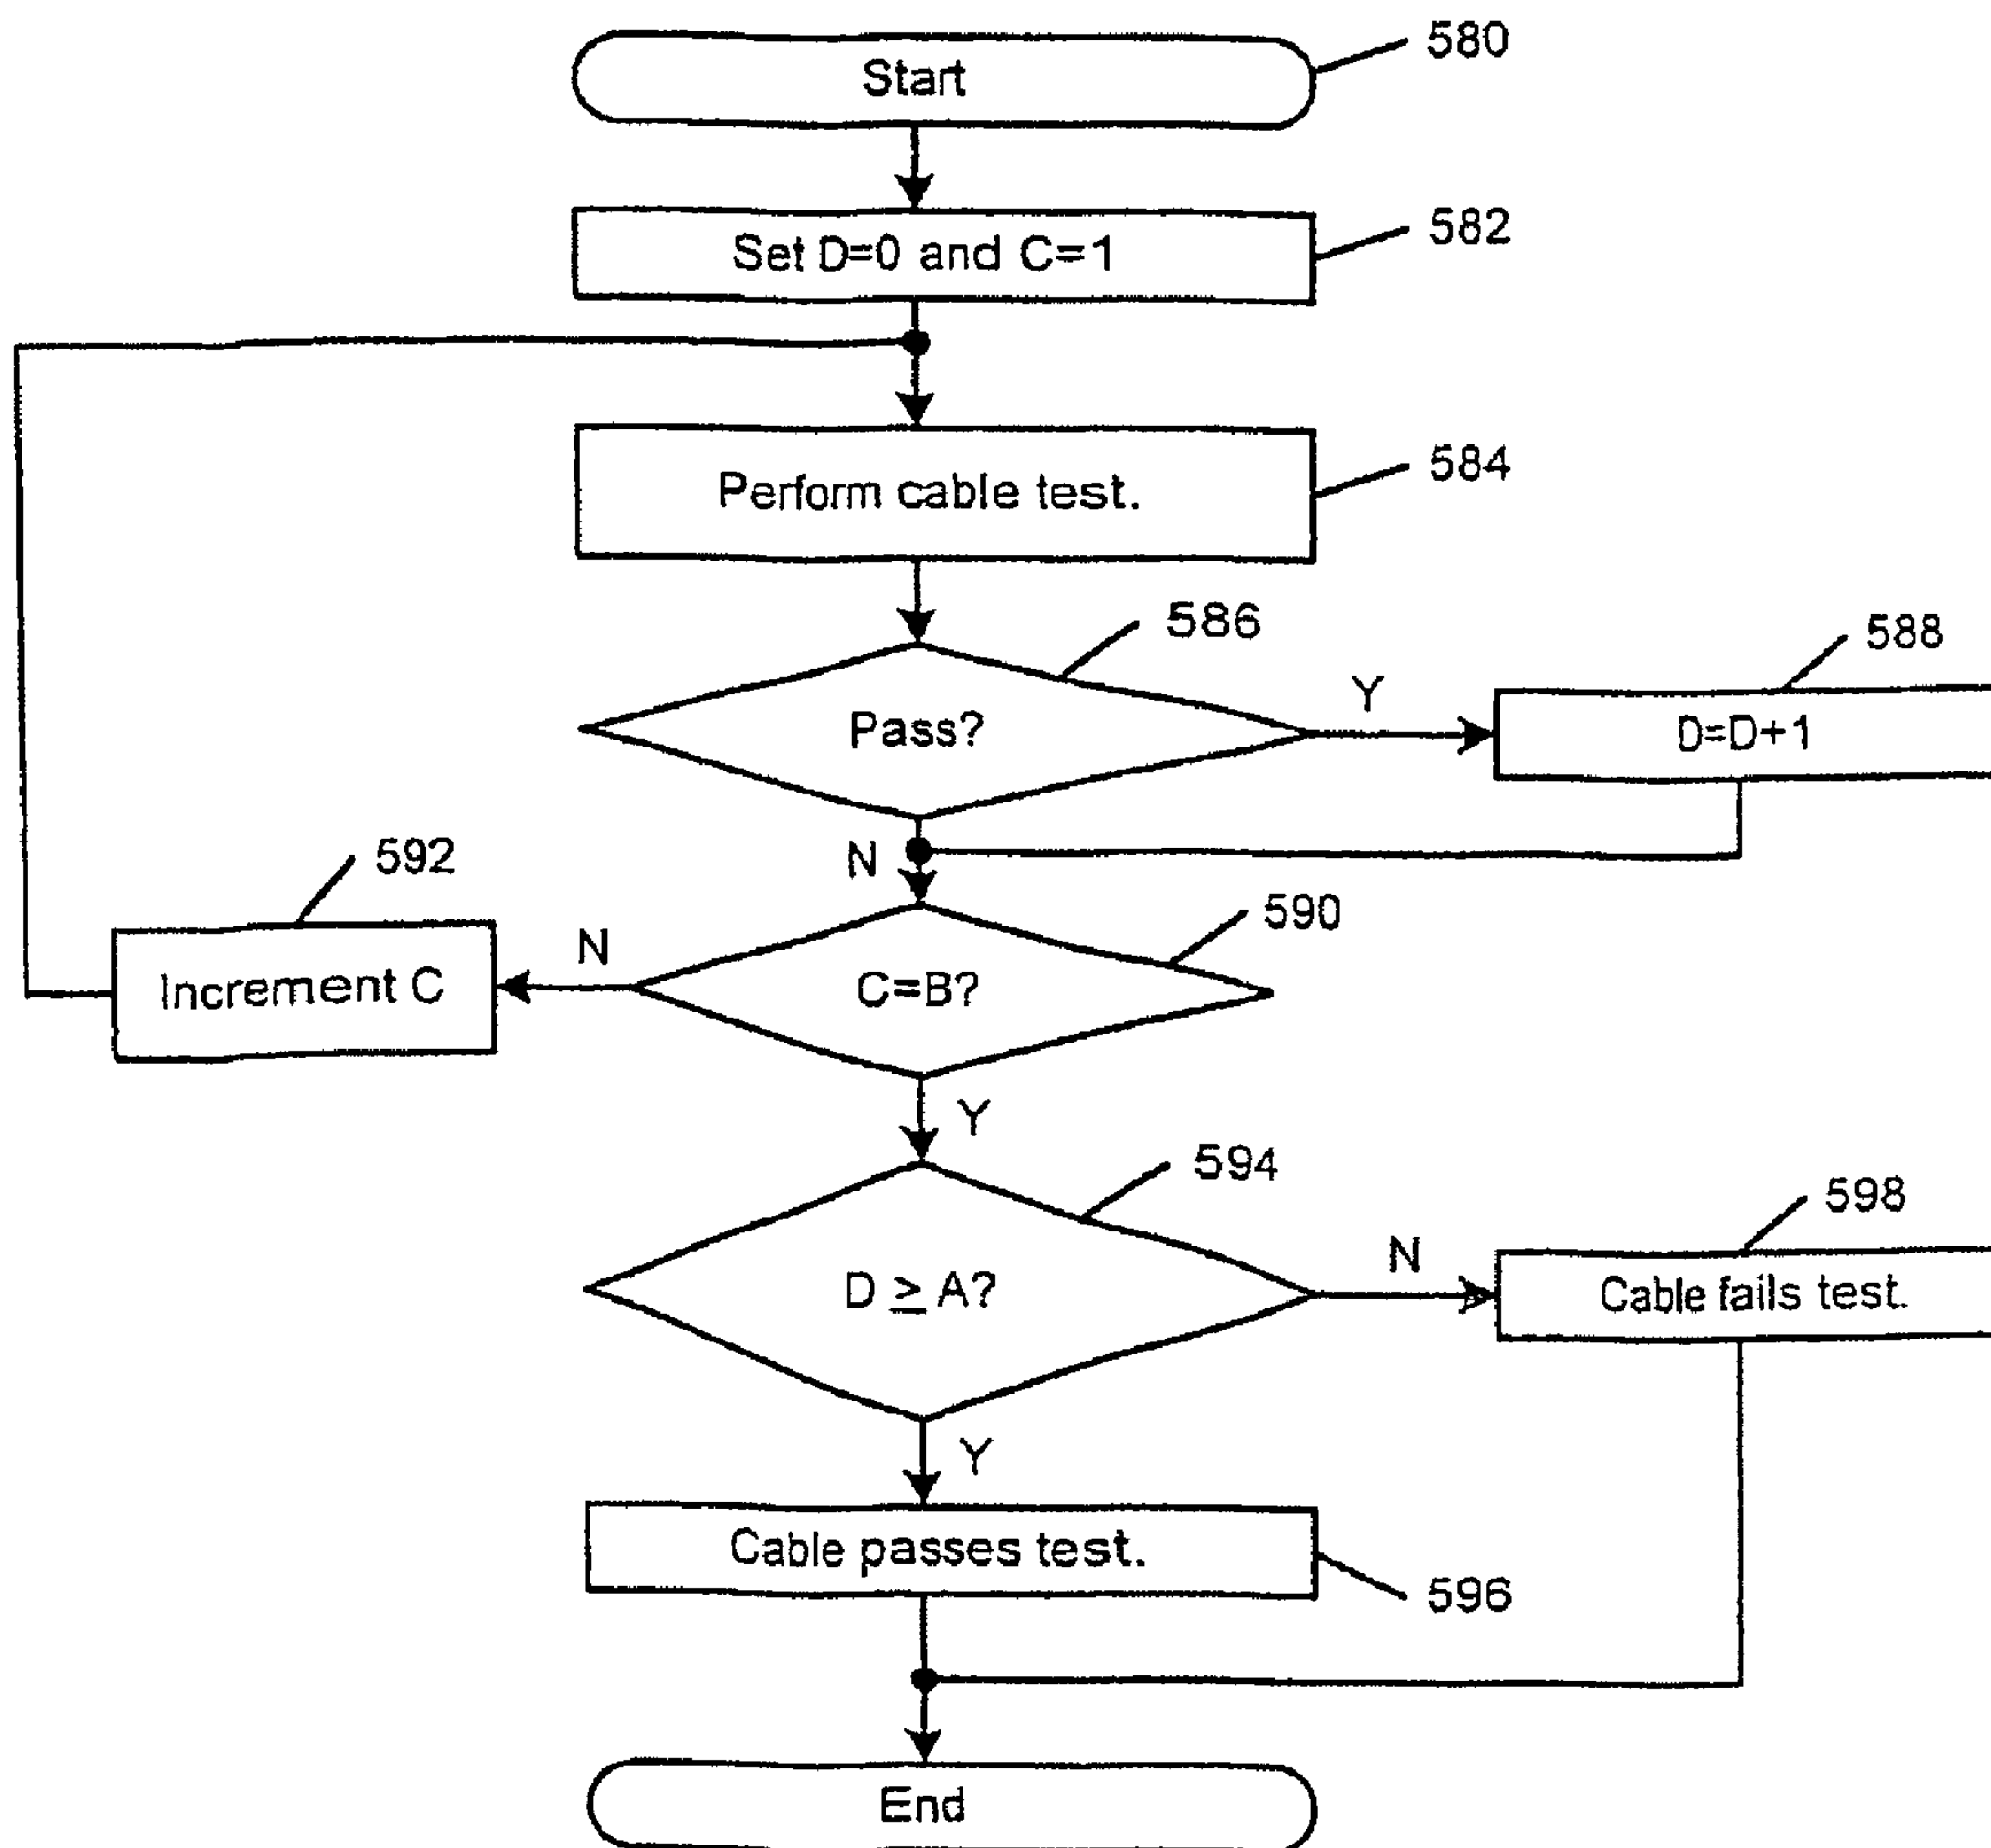 Start
580
Set D=0 and C=1
582
Perform cable test.
584
586
Pass?
Y
588
D=D+1
N
592
Increment C
N
590
C=B?
Y
594
D ≥ A?
N
598
Cable fails test.
Y
Cable passes test.
596
End